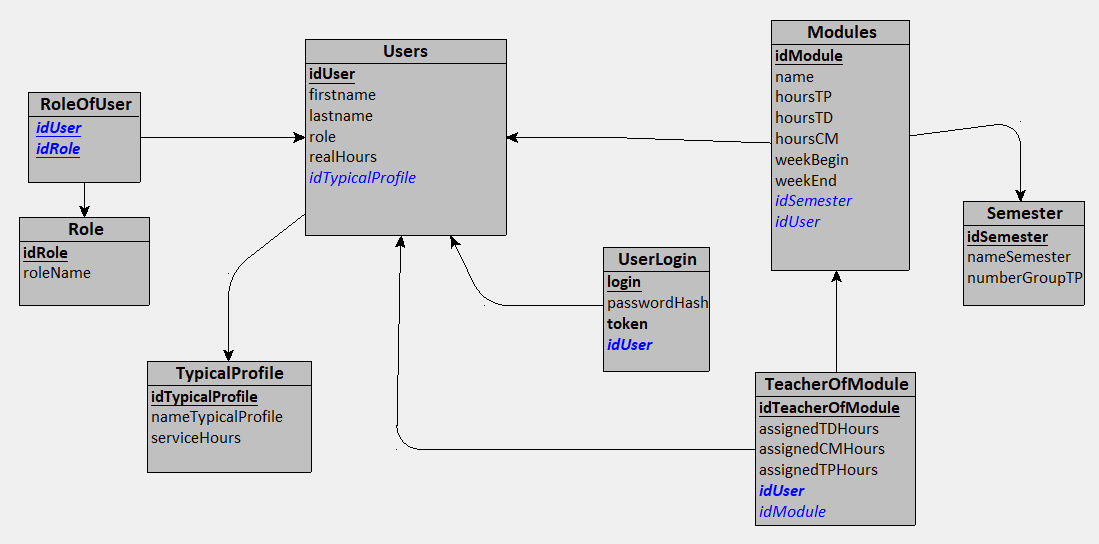 RoleOfUser
idUser
idRole
Role
idRole
roleName
Users
idUser
firstname
lastname
role
realHours
idTypicalProfile
TypicalProfile
idTypicalProfile
nameTypicalProfile
serviceHours
UserLogin
login
passwordHash
token
idUser
Modules
idModule
name
hoursTP
hoursTD
hoursCM
weekBegin
weekEnd
idSemester
idUser
Semester
idSemester
nameSemester
numberGroupTP
TeacherOfModule
idTeacherOfModule
assignedTDHours
assignedCMHours
assignedTPHours
idUser
idModule